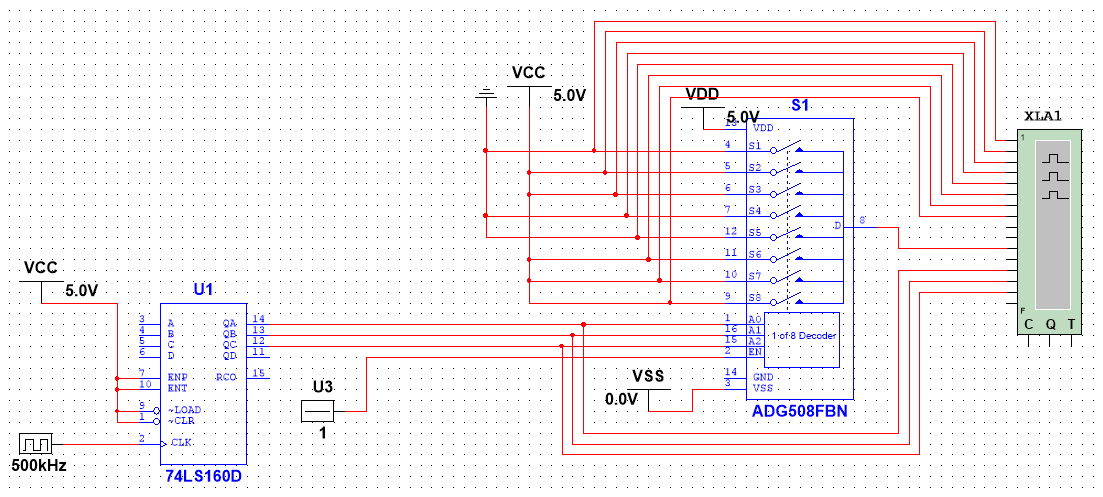 VCC
5.0V
VDD
5.0V
S1
XLA1
13
VDD
1
4
S1
5
S2
6
S3
7
S4
8
D
12
S5
11
S6
10
S7
9
S8
VCC
5.0V
U1
F
C Q T
3
A
QA
14
4
B
QB
13
5
C
QC
12
6
D
QD
11
7
ENP
RCO
15
10
ENT
9
~LOAD
1
~CLR
2
CLK
500kHz
74LS160D
U3
1
1
A0
16
A1
15
A2
2
EN
1-of-8 Decoder
14
GND
3
VSS
VSS
0.0V
ADG508FBN